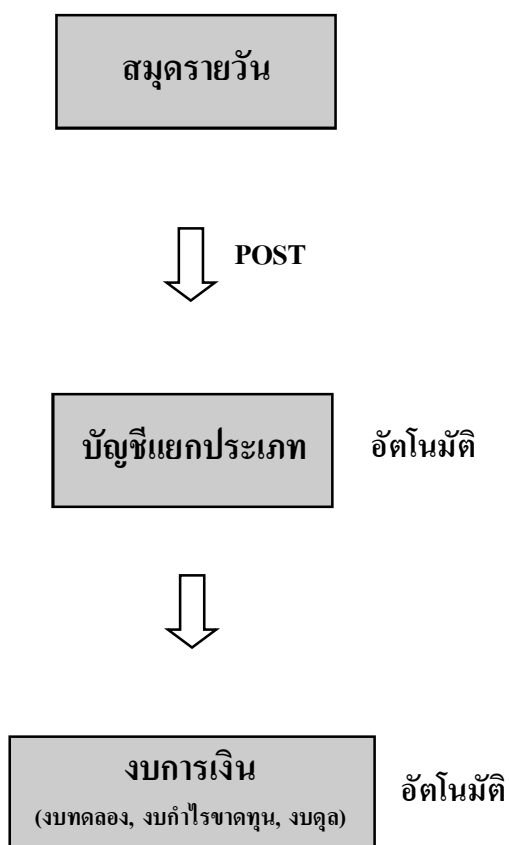 สมุดรายวัน
POST
บัญชีแยกประเภท
อัตโนมัติ
งบการเงิน
(งบทดลอง, งบกำไรขาดทุน, งบดุล)
อัตโนมัติ